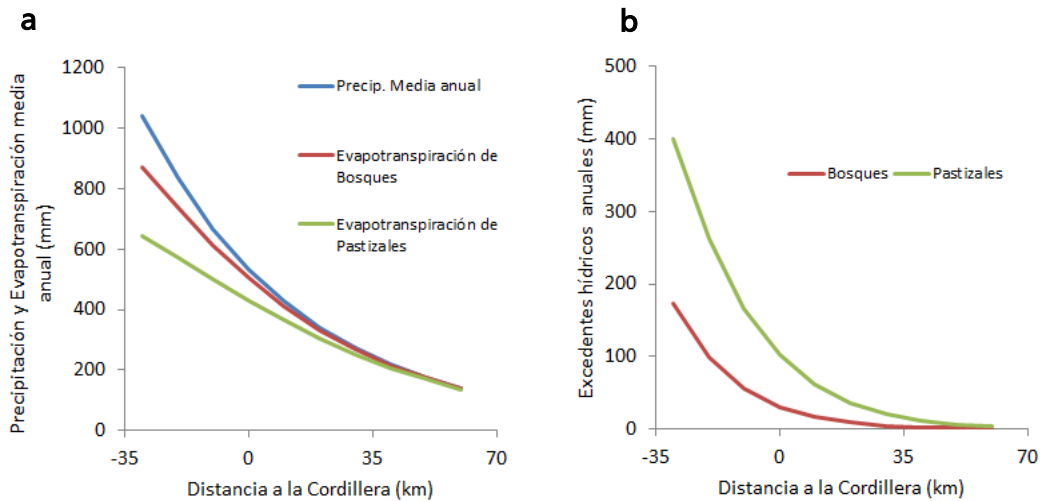 a
Precipitación y Evapotranspiración media
anual (mm)
1200
1000
800
600
400
200
0
-35
0
35
70
Distancia a la Cordillera (km)
Precip. Media anual
Evapotranspiración de
Bosques
Evapotranspiración de
Pastizales
b
Excedentes hídricos anuales (mm)
500
400
300
200
100
0
-35
0
35
70
Distancia a la Cordillera (km)
Bosques
Pastizales